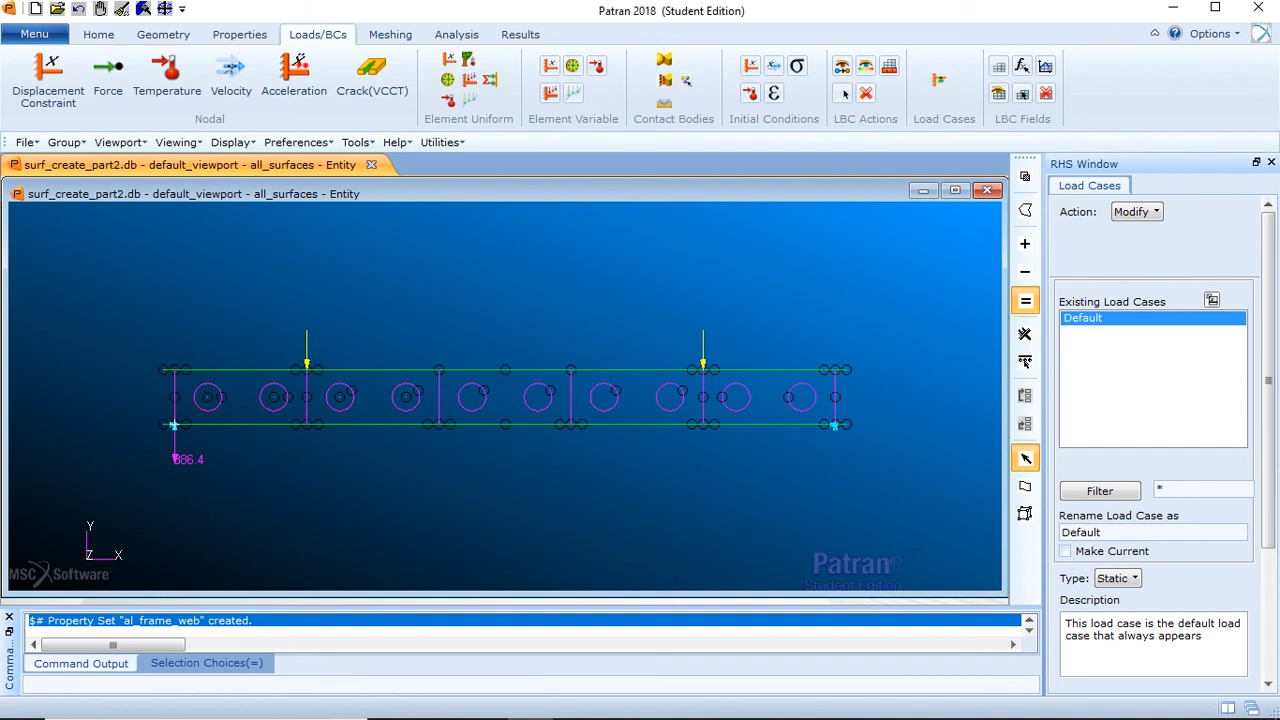 Patran 2018 (Student Edition)
Menu
Home
Geometry
Properties
Loads/BCs
Meshing
Analysis
Results
Options
Displacement
Constraint
Force
Temperature
Velocity
Acceleration
Crack(VCCT)
Nodal
Element Uniform
Element Variable
Contact Bodies
Initial Conditions
LBC Actions
Load Cases
LBC Fields
File
Group
Viewport
Viewing
Display
Preferences
Tools
Help
Utilities
surf_create_part2.db - default_viewport - all_surfaces - Entity
surf_create_part2.db - default_viewport - all_surfaces - Entity
Y
Z
X
MSC Software
Patran
Student Edition
RHS Window
Load Cases
Action:
Modify
Existing Load Cases
Default
Filter
*
Rename Load Case as
Default
Make Current
Type:
Static
Description
This load case is the default load
case that always appears
$# Property Set "al_frame_web" created.
Command Output
Selection Choices(=)
Comma...